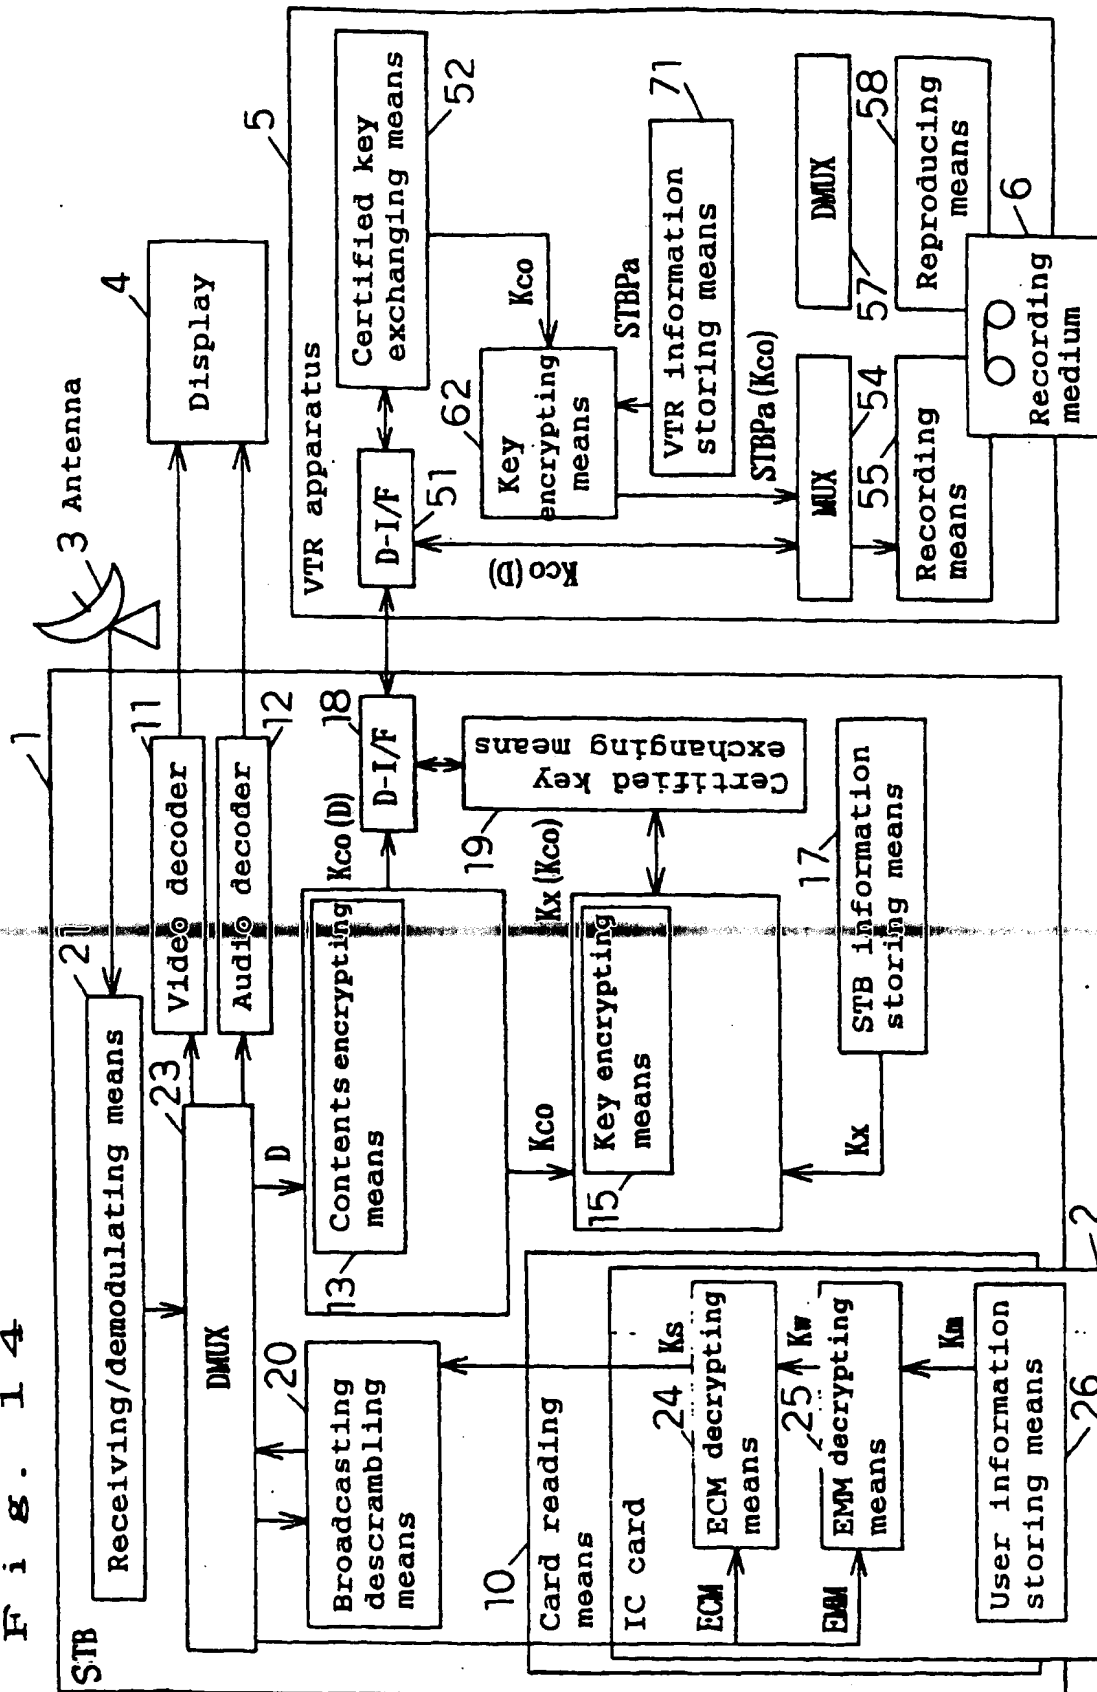 Fig. 14
STB
1
Receiving/demodulating means
21
3 Antenna
4
Display
DMUX
23
Video decoder
11
Audio decoder
12
D
Broadcasting
descrambling
means
20
Contents encrypting
means
13
Kco(D)
D-I/F
18
Certified key
exchanging means
19
Kco
Kx(Kco)
Key encrypting
means
15
Kx
STB information
storing means
17
10
Card reading
means
IC card
2
ECM
EMM
Ks
ECM decrypting
means
24
Kw
EMM decrypting
means
25
Km
User information
storing means
26
5
VTR apparatus
D-I/F
51
Certified key
exchanging means
52
Kco
Key
encrypting
means
62
STBPa
VTR information
storing means
71
Kco(D)
STBPa(Kco)
MUX
54
DMUX
57
Recording
means
55
Reproducing
means
58
Recording
medium
6